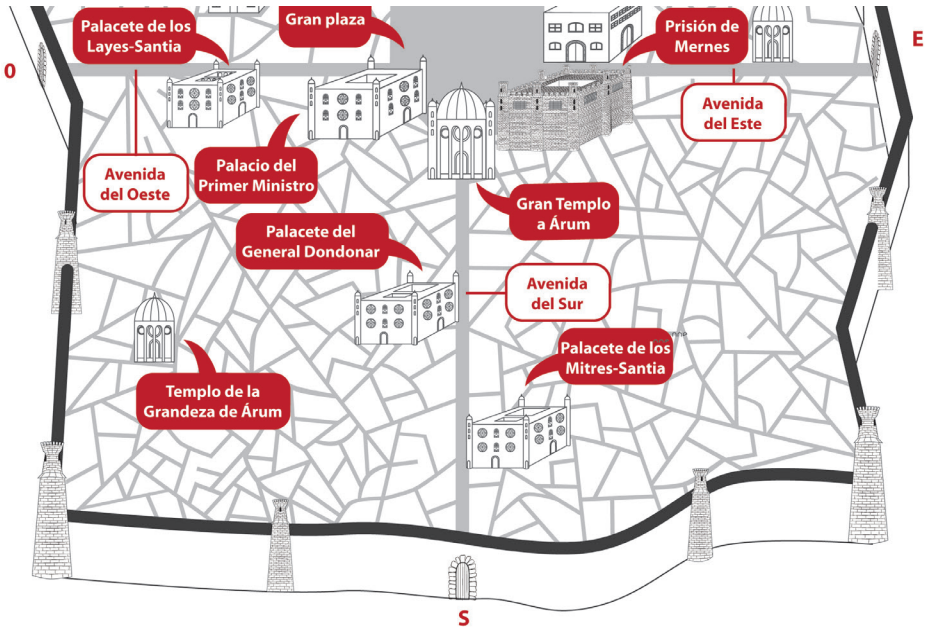 Palacete de los
Layes-Santia
Gran plaza
Prisión de
Mernes
E
O
Avenida
del Este
Avenida
del Oeste
Palacio del
Primer Ministro
Gran Templo
a Árum
Palacete del
General Dondonar
Avenida
del Sur
Palacete de los
Mitres-Santia
Templo de la
Grandeza de Árum
S